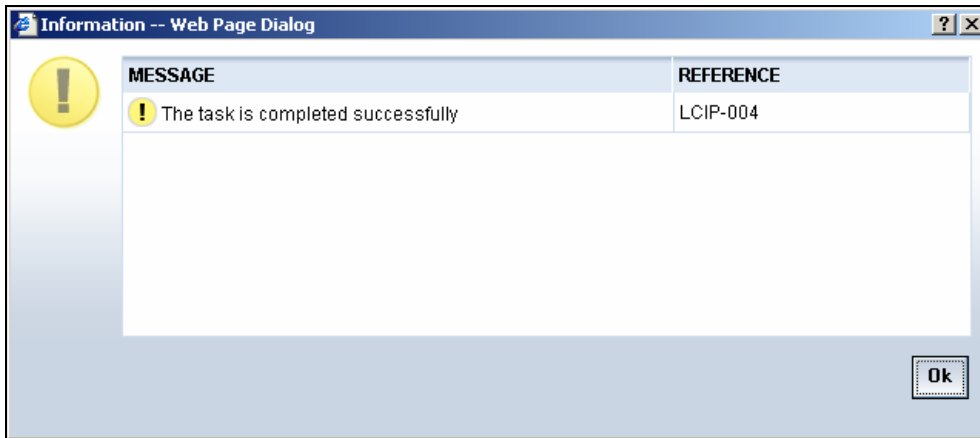 Information -- Web Page Dialog
MESSAGE REFERENCE
The task is completed successfully LCIP-004
Ok